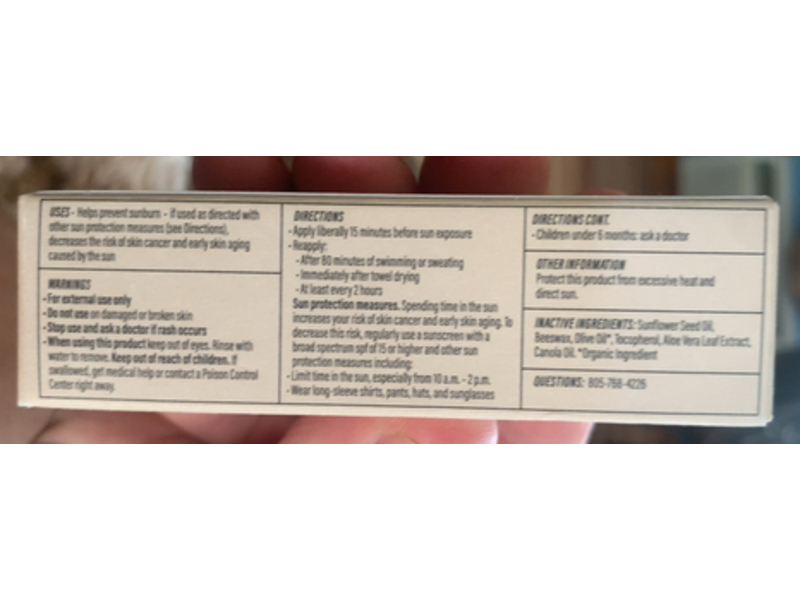 USES - Helps prevent sunburn - if used as directed with
other sun protection measures (see Directions),
decreases the risk of skin cancer and early skin aging
caused by the sun
WARNINGS
- For external use only
- Do not use on damaged or broken skin
- Stop use and ask a doctor if rash occurs
- When using this product keep out of eyes. Rinse with
water to remove. Keep out of reach of children. If
swallowed, get medical help or contact a Poison Control
Center right away.
DIRECTIONS
- Apply liberally 15 minutes before sun exposure
- Reapply:
- After 80 minutes of swimming or sweating
- Immediately after towel drying
- At least every 2 hours
Sun protection measures. Spending time in the sun
increases your risk of skin cancer and early skin aging. To
decrease this risk, regularly use a sunscreen with a
broad spectrum spf of 15 or higher and other sun
protection measures including:
- Limit time in the sun, especially from 10 a.m. - 2 p.m.
- Wear long-sleeve shirts, pants, hats, and sunglasses
DIRECTIONS CONT.
- Children under 6 months: ask a doctor
OTHER INFORMATION
Protect this product from excessive heat and
direct sun.
INACTIVE INGREDIENTS: Sunflower Seed Oil,
Beeswax, Olive Oil*, Tocopherol, Aloe Vera Leaf Extract,
Canola Oil. *Organic Ingredient
QUESTIONS: 805-768-4226